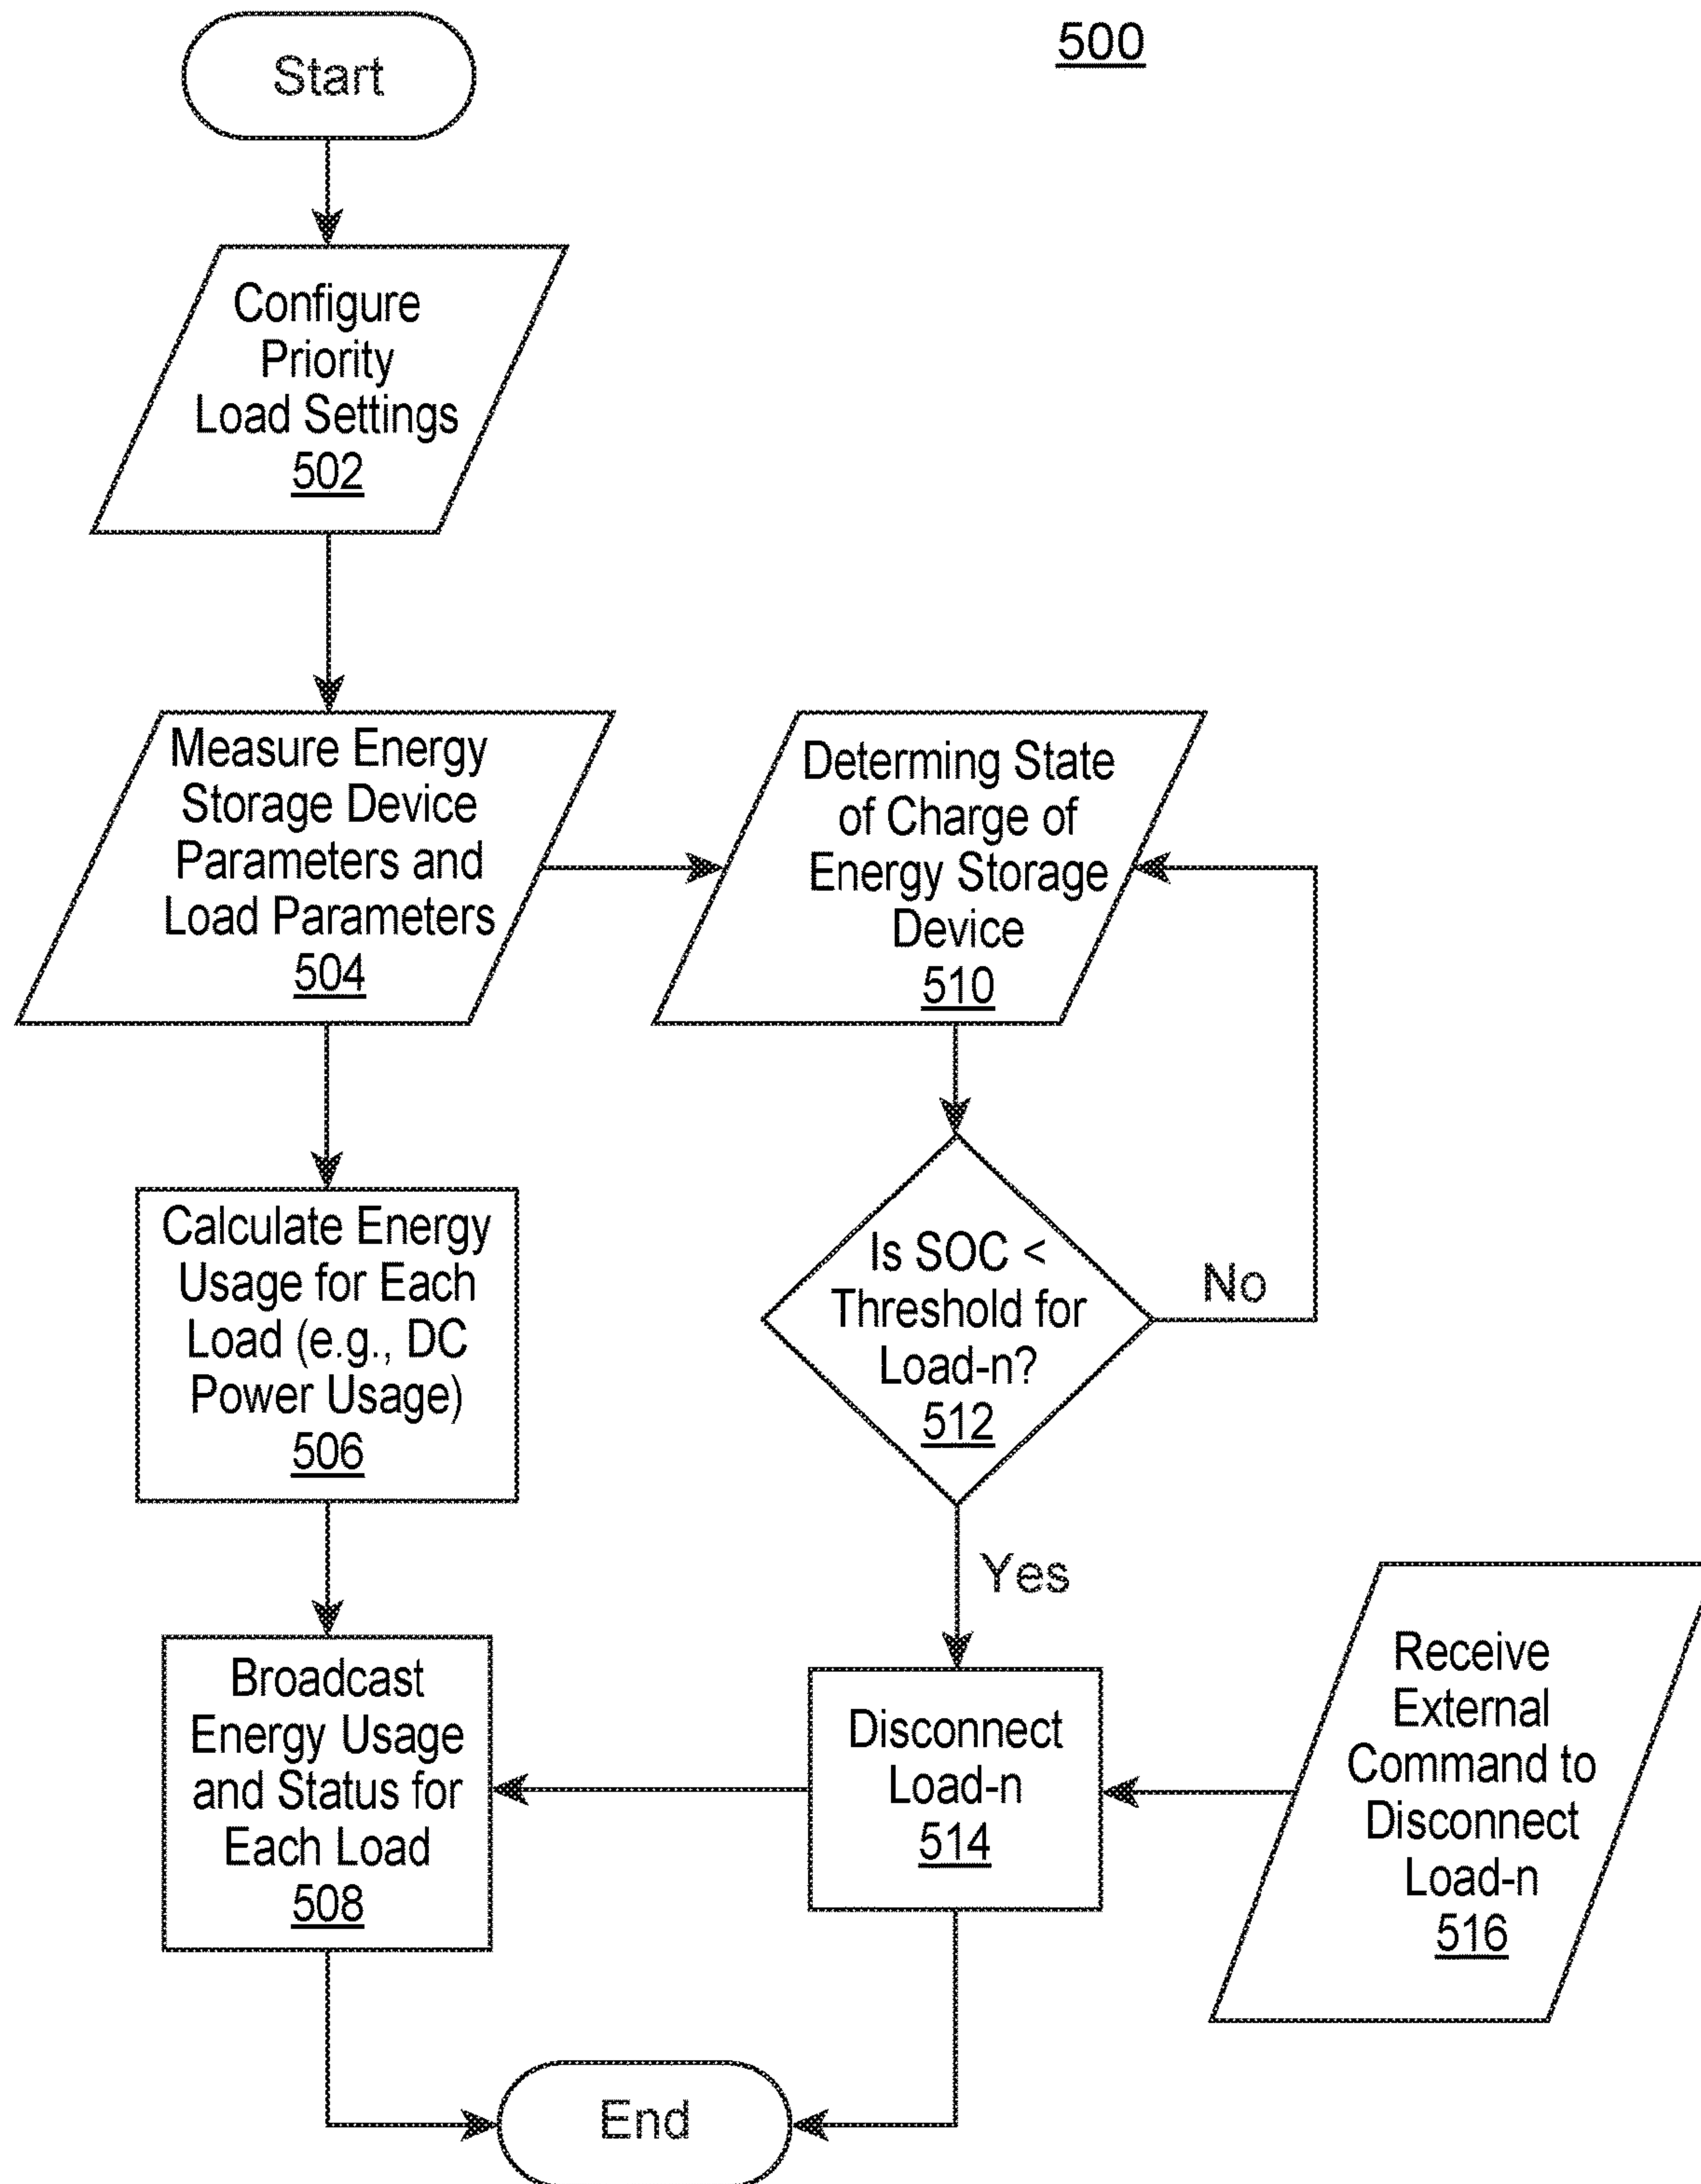 500
Start
Configure
Priority
Load Settings
502
Measure Energy
Storage Device
Parameters and
Load Parameters
504
Determing State
of Charge of
Energy Storage
Device
510
Calculate Energy
Usage for Each
Load (e.g., DC
Power Usage)
506
Is SOC <
Threshold for
Load-n?
512
No
Yes
Broadcast
Energy Usage
and Status for
Each Load
508
Disconnect
Load-n
514
Receive
External
Command to
Disconnect
Load-n
516
End